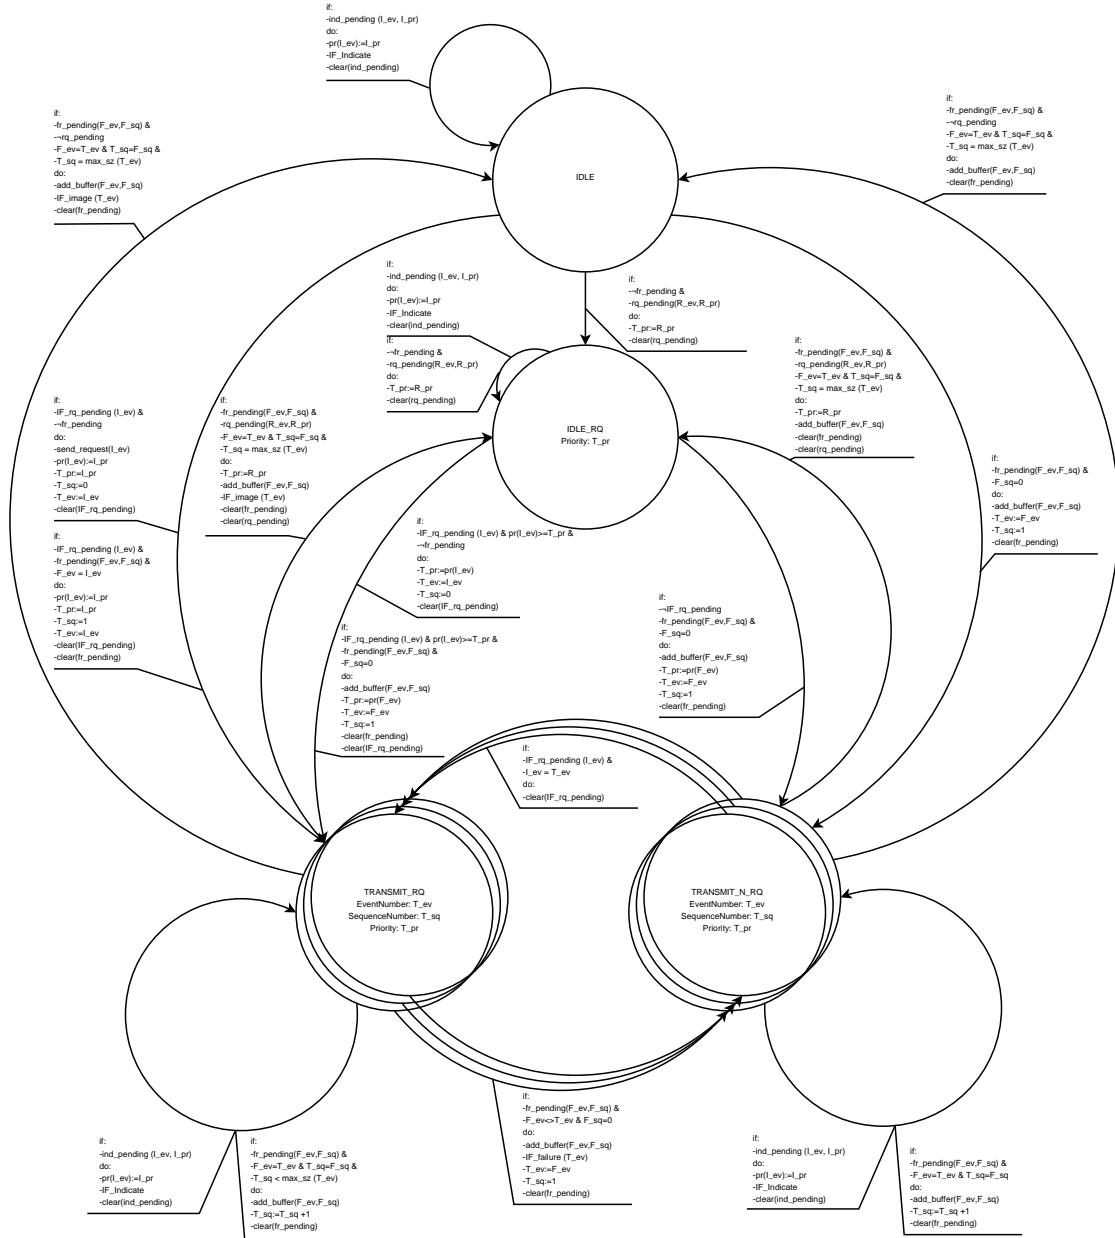 if:
-ind_pending (I_ev, I_pr)
do:
-pr(I_ev):=I_pr
-IF_Indicate
-clear(ind_pending)
if:
-fr_pending(F_ev,F_sq) &
-¬rq_pending
-F_ev=T_ev & T_sq=F_sq &
-T_sq = max_sz (T_ev)
do:
-add_buffer(F_ev,F_sq)
-IF_image (T_ev)
-clear(fr_pending)
if:
-fr_pending(F_ev,F_sq) &
-¬rq_pending
-F_ev=T_ev & T_sq=F_sq &
-T_sq = max_sz (T_ev)
do:
-add_buffer(F_ev,F_sq)
-clear(fr_pending)
IDLE
if:
-ind_pending (I_ev, I_pr)
do:
-pr(I_ev):=I_pr
-IF_Indicate
-clear(ind_pending)
if:
-¬fr_pending &
-rq_pending(R_ev,R_pr)
do:
-T_pr:=R_pr
-clear(rq_pending)
if:
-¬fr_pending &
-rq_pending(R_ev,R_pr)
do:
-T_pr:=R_pr
-clear(rq_pending)
if:
-fr_pending(F_ev,F_sq) &
-rq_pending(R_ev,R_pr)
-F_ev=T_ev & T_sq=F_sq &
-T_sq = max_sz (T_ev)
do:
-T_pr:=R_pr
-add_buffer(F_ev,F_sq)
-clear(fr_pending)
-clear(rq_pending)
IDLE_RQ
Priority: T_pr
if:
-IF_rq_pending (I_ev) &
-¬fr_pending
do:
-send_request(I_ev)
-pr(I_ev):=I_pr
-T_pr:=I_pr
-T_sq:=0
-T_ev:=I_ev
-clear(IF_rq_pending)
if:
-fr_pending(F_ev,F_sq) &
-rq_pending(R_ev,R_pr)
-F_ev=T_ev & T_sq=F_sq &
-T_sq = max_sz (T_ev)
do:
-T_pr:=R_pr
-add_buffer(F_ev,F_sq)
-IF_image (T_ev)
-clear(fr_pending)
-clear(rq_pending)
if:
-fr_pending(F_ev,F_sq) &
-F_sq=0
do:
-add_buffer(F_ev,F_sq)
-T_ev:=F_ev
-T_sq:=1
-clear(fr_pending)
if:
-IF_rq_pending (I_ev) &
-fr_pending(F_ev,F_sq) &
-F_ev = I_ev
do:
-pr(I_ev):=I_pr
-T_pr:=I_pr
-T_sq:=1
-T_ev:=I_ev
-clear(IF_rq_pending)
-clear(fr_pending)
if:
-IF_rq_pending (I_ev) & pr(I_ev)>=T_pr &
-¬fr_pending
do:
-T_pr:=pr(I_ev)
-T_ev:=I_ev
-T_sq:=0
-clear(IF_rq_pending)
if:
-IF_rq_pending (I_ev) & pr(I_ev)>=T_pr &
-fr_pending(F_ev,F_sq) &
-F_sq=0
do:
-add_buffer(F_ev,F_sq)
-T_pr:=pr(F_ev)
-T_ev:=F_ev
-T_sq:=1
-clear(fr_pending)
-clear(IF_rq_pending)
if:
-¬IF_rq_pending
-fr_pending(F_ev,F_sq) &
-F_sq=0
do:
-add_buffer(F_ev,F_sq)
-T_pr:=pr(F_ev)
-T_ev:=F_ev
-T_sq:=1
-clear(fr_pending)
if:
-IF_rq_pending (I_ev) &
-I_ev = T_ev
do:
-clear(IF_rq_pending)
TRANSMIT_RQ
EventNumber: T_ev
SequenceNumber: T_sq
Priority: T_pr
TRANSMIT_N_RQ
EventNumber: T_ev
SequenceNumber: T_sq
Priority: T_pr
if:
-fr_pending(F_ev,F_sq) &
-F_ev<>T_ev & F_sq=0
do:
-add_buffer(F_ev,F_sq)
-IF_failure (T_ev)
-T_ev:=F_ev
-T_sq:=1
-clear(fr_pending)
if:
-ind_pending (I_ev, I_pr)
do:
-pr(I_ev):=I_pr
-IF_Indicate
-clear(ind_pending)
if:
-fr_pending(F_ev,F_sq) &
-F_ev=T_ev & T_sq=F_sq &
-T_sq < max_sz (T_ev)
do:
-add_buffer(F_ev,F_sq)
-T_sq:=T_sq +1
-clear(fr_pending)
if:
-ind_pending (I_ev, I_pr)
do:
-pr(I_ev):=I_pr
-IF_Indicate
-clear(ind_pending)
if:
-fr_pending(F_ev,F_sq) &
-F_ev=T_ev & T_sq=F_sq
do:
-add_buffer(F_ev,F_sq)
-T_sq:=T_sq +1
-clear(fr_pending)